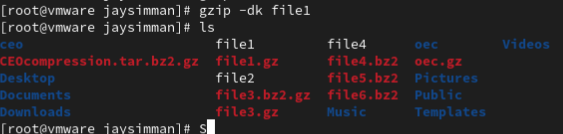 [root@vmware jaysimman]# gzip -dk file1
[root@vmware jaysimman]# ls
ceo file1 file4 oec Videos
CEOcompression.tar.bz2.gz file1.gz file4.bz2 oec.gz
Desktop file2 file5.bz2 Pictures
Documents file3.bz2.gz file6.bz2 Public
Downloads file3.gz Music Templates
[root@vmware jaysimman]# S